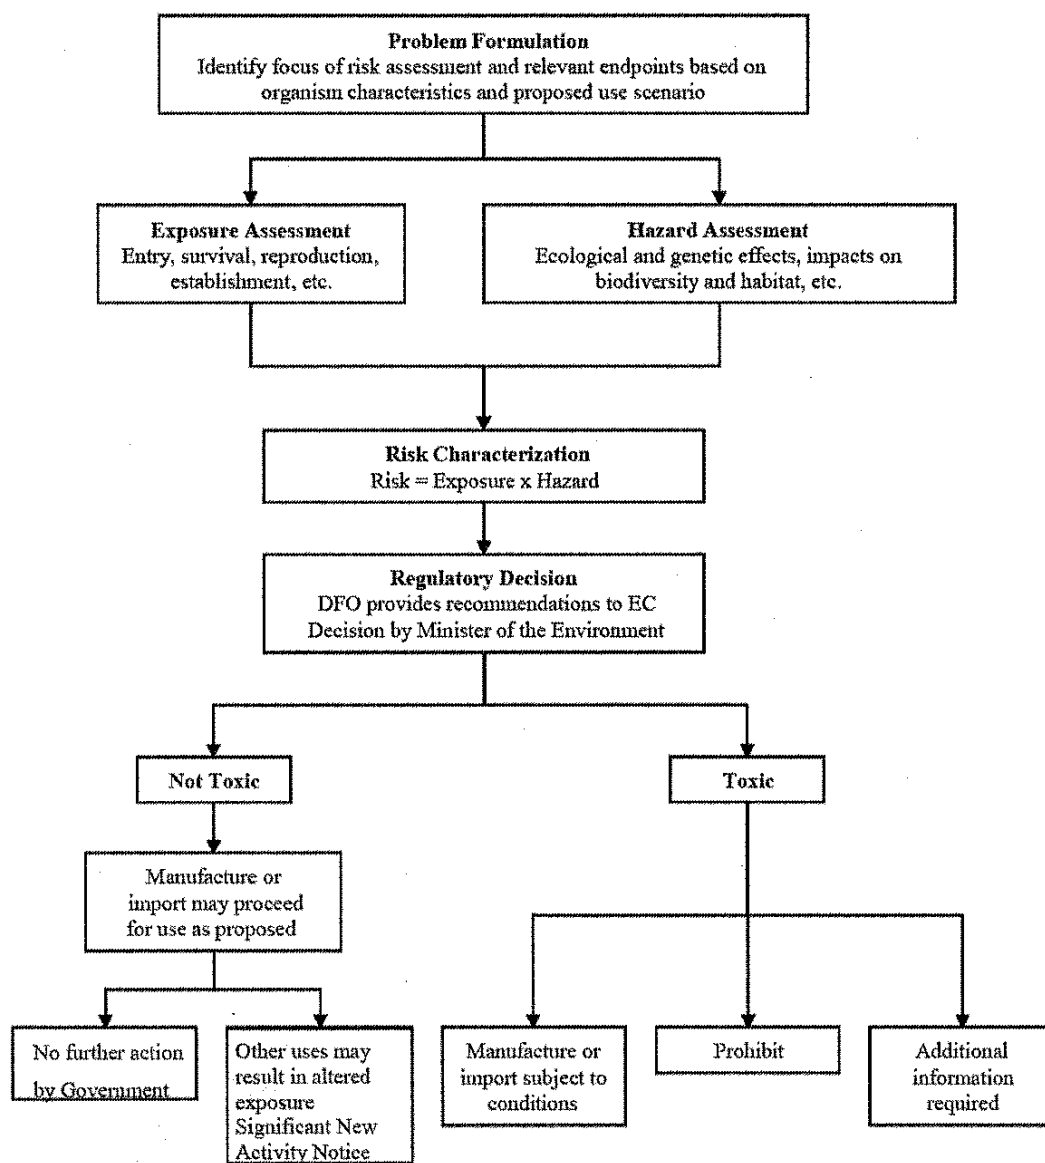 Problem Formulation
Identify focus of risk assessment and relevant endpoints based on
organism characteristics and proposed use scenario
Exposure Assessment
Entry, survival, reproduction,
establishment, etc.
Hazard Assessment
Ecological and genetic effects, impacts on
biodiversity and habitat, etc.
Risk Characterization
Risk = Exposure x Hazard
Regulatory Decision
DFO provides recommendations to EC
Decision by Minister of the Environment
Not Toxic
Toxic
Manufacture or
import may proceed
for use as proposed
No further action
by Government
Other uses may
result in altered
exposure
Significant New
Activity Notice
Manufacture or
import subject to
conditions
Prohibit
Additional
information
required